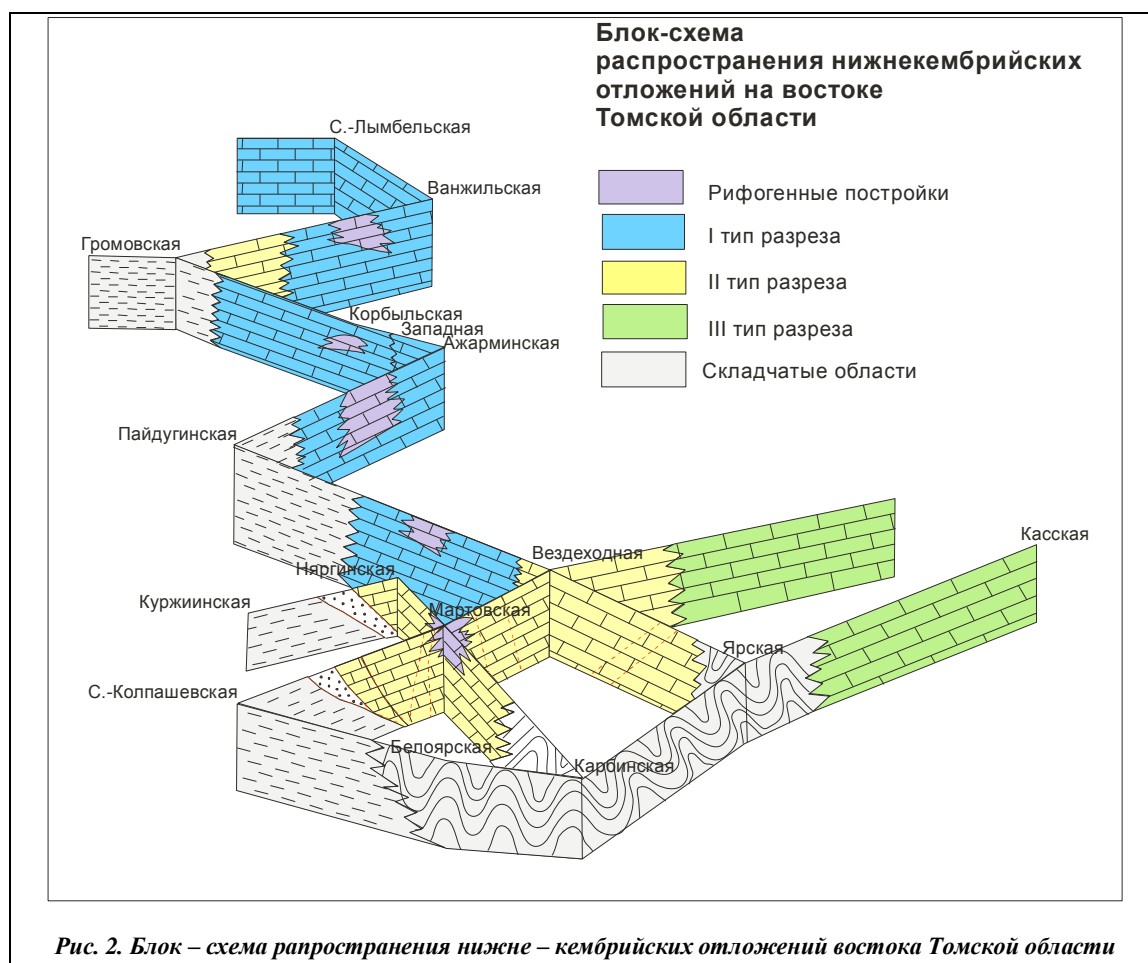 Блок-схема
распространения нижнекембрийских
отложений на востоке
Томской области
С.-Лымбельская
Ванжильская
Громовская
Рифогенные постройки
I тип разреза
II тип разреза
III тип разреза
Складчатые области
Корбыльская
Западная
Ажарминская
Пайдугинская
Вездеходная
Касская
Няргинская
Куржиинская
Мартовская
Ярская
С.-Колпашевская
Белоярская
Карбинская
Рис. 2. Блок – схема рапространения нижне – кембрийских отложений востока Томской области